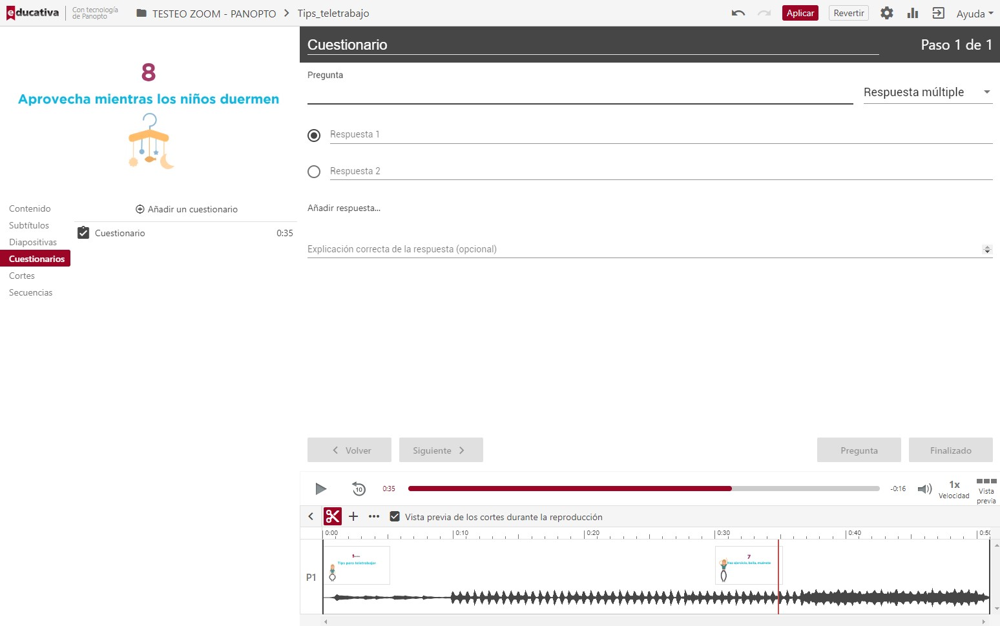 educativa
Con tecnología
de Panopto
TESTEO ZOOM - PANOPTO > Tips_teletrabajo
Aplicar
Revertir
Ayuda
8
Aprovecha mientras los niños duermen
Contenido
Subtítulos
Diapositivas
Cuestionarios
Cortes
Secuencias
Añadir un cuestionario
Cuestionario 0:35
Cuestionario
Paso 1 de 1
Pregunta
Respuesta múltiple
Respuesta 1
Respuesta 2
Añadir respuesta...
Explicación correcta de la respuesta (opcional)
Volver
Siguiente
Pregunta
Finalizado
10
0:35
-0:16
1x
Velocidad
Vista
previa
Vista previa de los cortes durante la reproducción
0:00 0:10 0:20 0:30 0:40
P1
Tips para teletrabajar
7
Haz ejercicio, baila, muévete